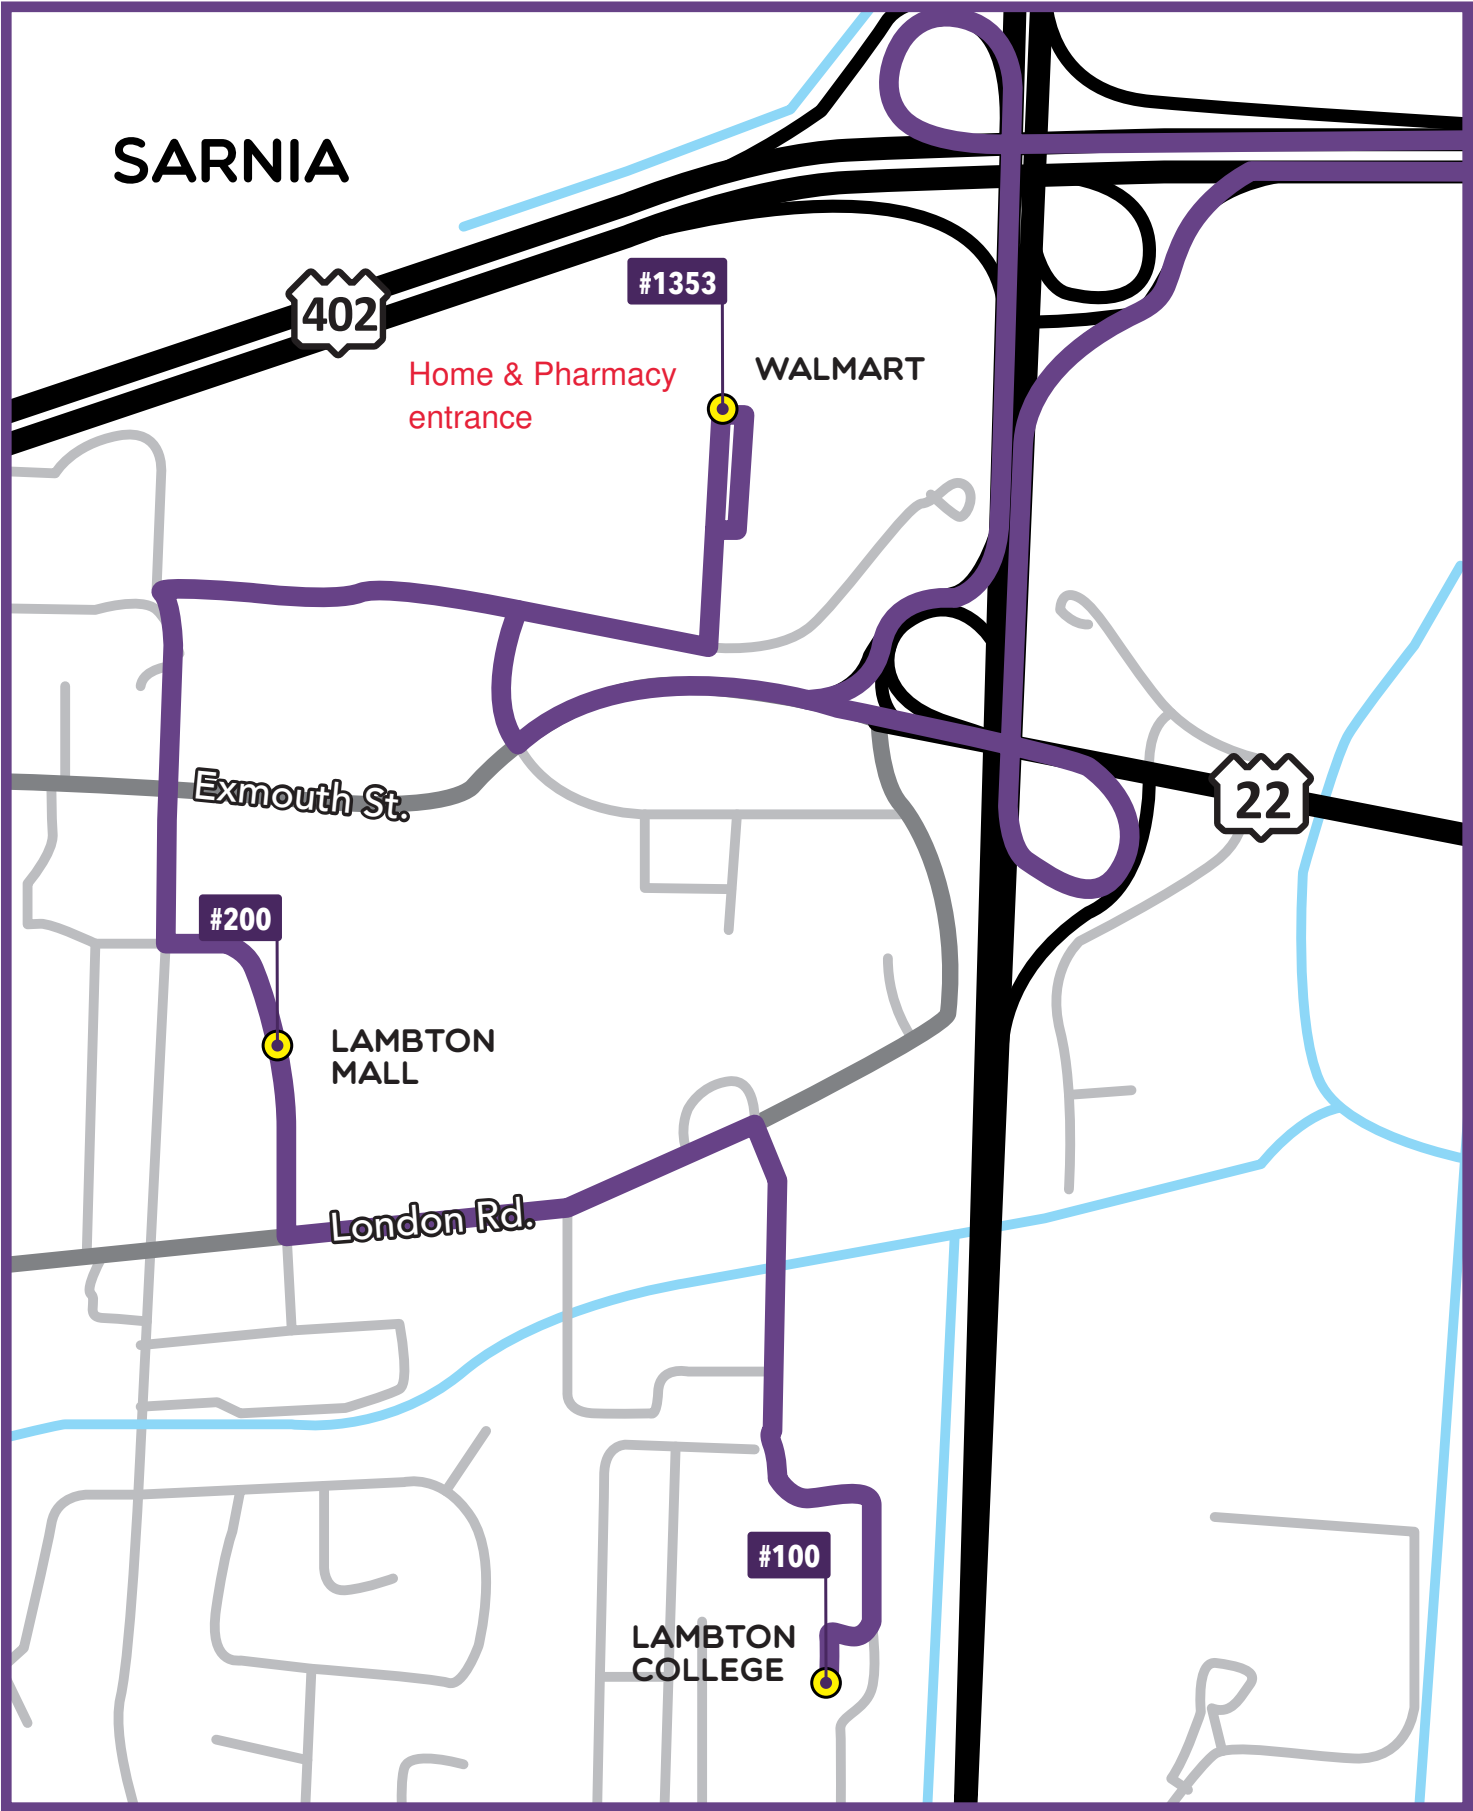 SARNIA
402
#1353
WALMART
Home & Pharmacy
entrance
Exmouth St.
22
#200
LAMBTON
MALL
London Rd.
#100
LAMBTON
COLLEGE